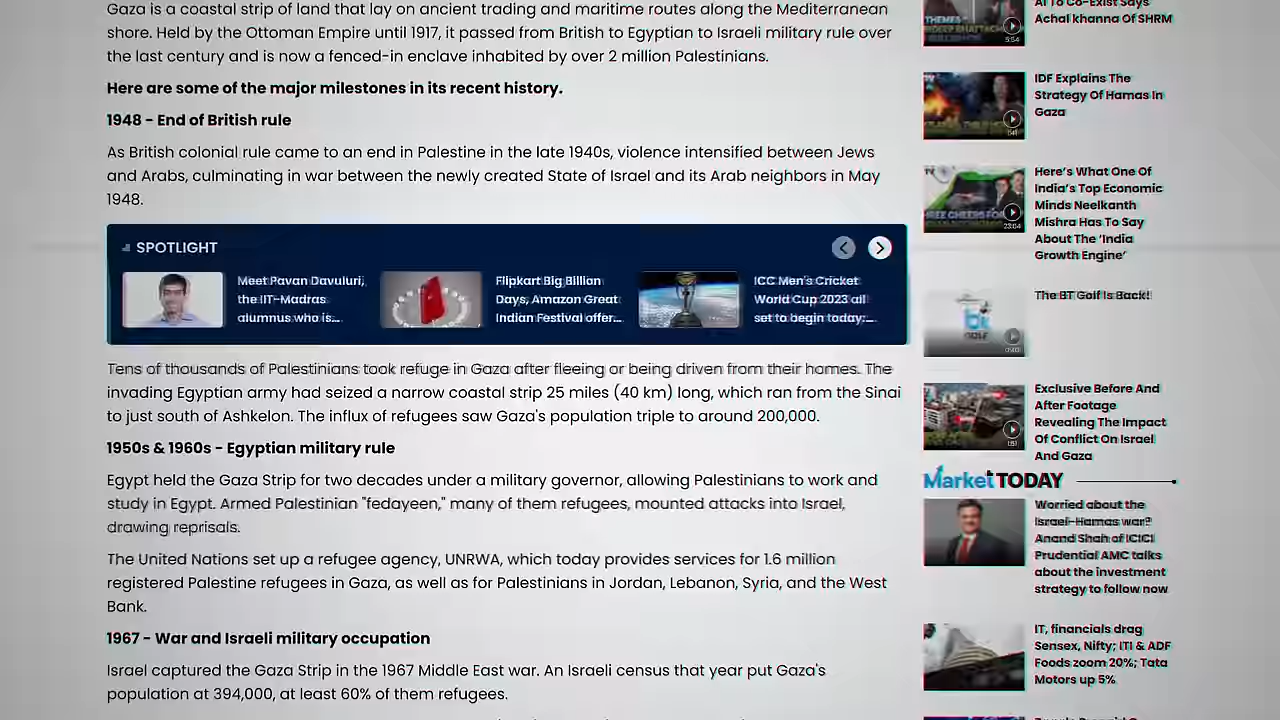 Gaza is a coastal strip of land that lay on ancient trading and maritime routes along the Mediterranean
shore. Held by the Ottoman Empire until 1917, it passed from British to Egyptian to Israeli military rule over
the last century and is now a fenced-in enclave inhabited by over 2 million Palestinians.
Here are some of the major milestones in its recent history.
1948 - End of British rule
As British colonial rule came to an end in Palestine in the late 1940s, violence intensified between Jews
and Arabs, culminating in war between the newly created State of Israel and its Arab neighbors in May
1948.
SPOTLIGHT
Meet Pavan Davuluri,
the IIT-Madras
alumnus who is...
Flipkart Big Billion
Days, Amazon Great
Indian Festival offer...
ICC Men's Cricket
World Cup 2023 all
set to begin today:...
Tens of thousands of Palestinians took refuge in Gaza after fleeing or being driven from their homes. The
invading Egyptian army had seized a narrow coastal strip 25 miles (40 km) long, which ran from the Sinai
to just south of Ashkelon. The influx of refugees saw Gaza's population triple to around 200,000.
1950s & 1960s - Egyptian military rule
Egypt held the Gaza Strip for two decades under a military governor, allowing Palestinians to work and
study in Egypt. Armed Palestinian "fedayeen," many of them refugees, mounted attacks into Israel,
drawing reprisals.
The United Nations set up a refugee agency, UNRWA, which today provides services for 1.6 million
registered Palestine refugees in Gaza, as well as for Palestinians in Jordan, Lebanon, Syria, and the West
Bank.
1967 - War and Israeli military occupation
Israel captured the Gaza Strip in the 1967 Middle East war. An Israeli census that year put Gaza's
population at 394,000, at least 60% of them refugees.
AI To Co-Exist Says
Achal khanna Of SHRM
THEMES
5:54
IDF Explains The
Strategy Of Hamas In
Gaza
1:41
Here's What One Of
India's Top Economic
Minds Neelkanth
Mishra Has To Say
About The 'India
Growth Engine'
23:04
The BT Golf Is Back!
Exclusive Before And
After Footage
Revealing The Impact
Of Conflict On Israel
And Gaza
1:51
Market TODAY
Worried about the
Israel-Hamas war?
Anand Shah of ICICI
Prudential AMC talks
about the investment
strategy to follow now
IT, financials drag
Sensex, Nifty; ITI & ADF
Foods zoom 20%; Tata
Motors up 5%